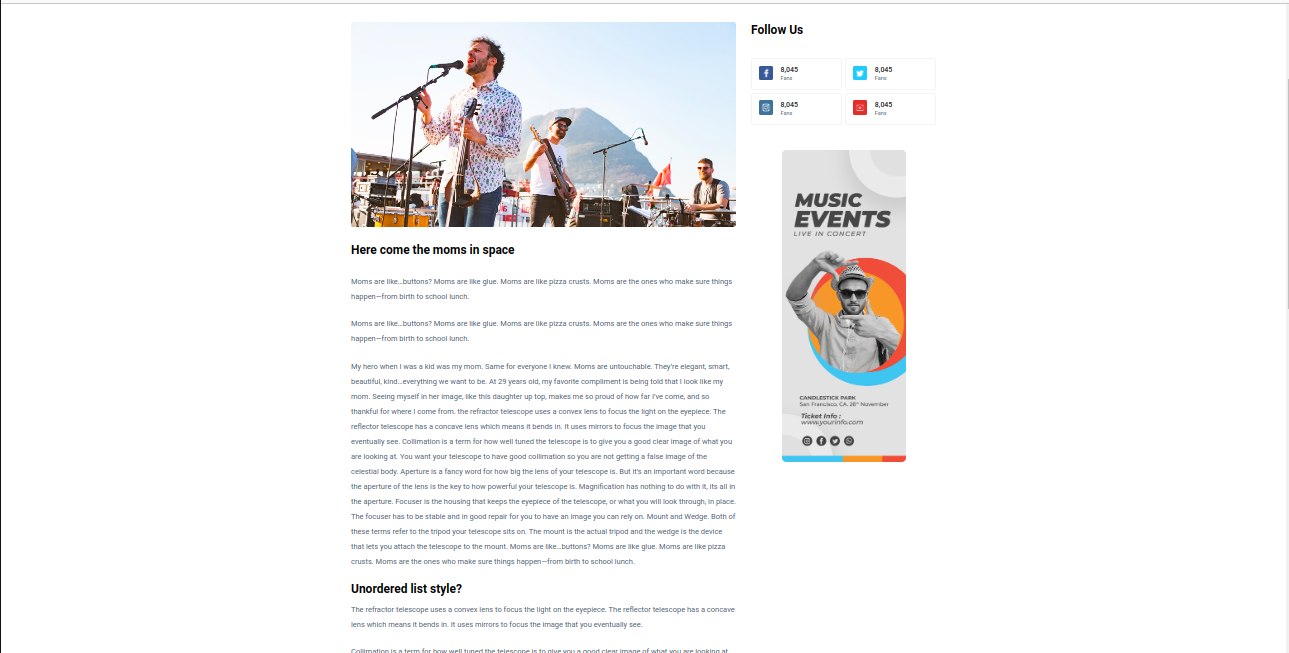 Here come the moms in space
Moms are like…buttons? Moms are like glue. Moms are like pizza crusts. Moms are the ones who make sure things
happen—from birth to school lunch.
Moms are like…buttons? Moms are like glue. Moms are like pizza crusts. Moms are the ones who make sure things
happen—from birth to school lunch.
My hero when I was a kid was my mom. Same for everyone I knew. Moms are untouchable. They're elegant, smart,
beautiful, kind…everything we want to be. At 29 years old, my favorite compliment is being told that I look like my
mom. Seeing myself in her image, like this daughter up top, makes me so proud of how far I've come, and so
thankful for where I come from. the refractor telescope uses a convex lens to focus the light on the eyepiece. The
reflector telescope has a concave lens which means it bends in. It uses mirrors to focus the image that you
eventually see. Collimation is a term for how well tuned the telescope is to give you a good clear image of what you
are looking at. You want your telescope to have good collimation so you are not getting a false image of the
celestial body. Aperture is a fancy word for how big the lens of your telescope is. But it's an important word because
the aperture of the lens is the key to how powerful your telescope is. Magnification has nothing to do with it, its all in
the aperture. Focuser is the housing that keeps the eyepiece of the telescope, or what you will look through, in place.
The focuser has to be stable and in good repair for you to have an image you can rely on. Mount and Wedge. Both of
these terms refer to the tripod your telescope sits on. The mount is the actual tripod and the wedge is the device
that lets you attach the telescope to the mount. Moms are like…buttons? Moms are like glue. Moms are like pizza
crusts. Moms are the ones who make sure things happen—from birth to school lunch.
Unordered list style?
The refractor telescope uses a convex lens to focus the light on the eyepiece. The reflector telescope has a concave
lens which means it bends in. It uses mirrors to focus the image that you eventually see.
Collimation is a term for how well tuned the telescope is to give you a good clear image of what you are looking at
Follow Us
8,045
Fans
8,045
Fans
8,045
Fans
8,045
Fans
MUSIC
EVENTS
LIVE IN CONCERT
CANDLESTICK PARK
San Francisco, CA. 26th November
Ticket Info :
www.yourinfo.com